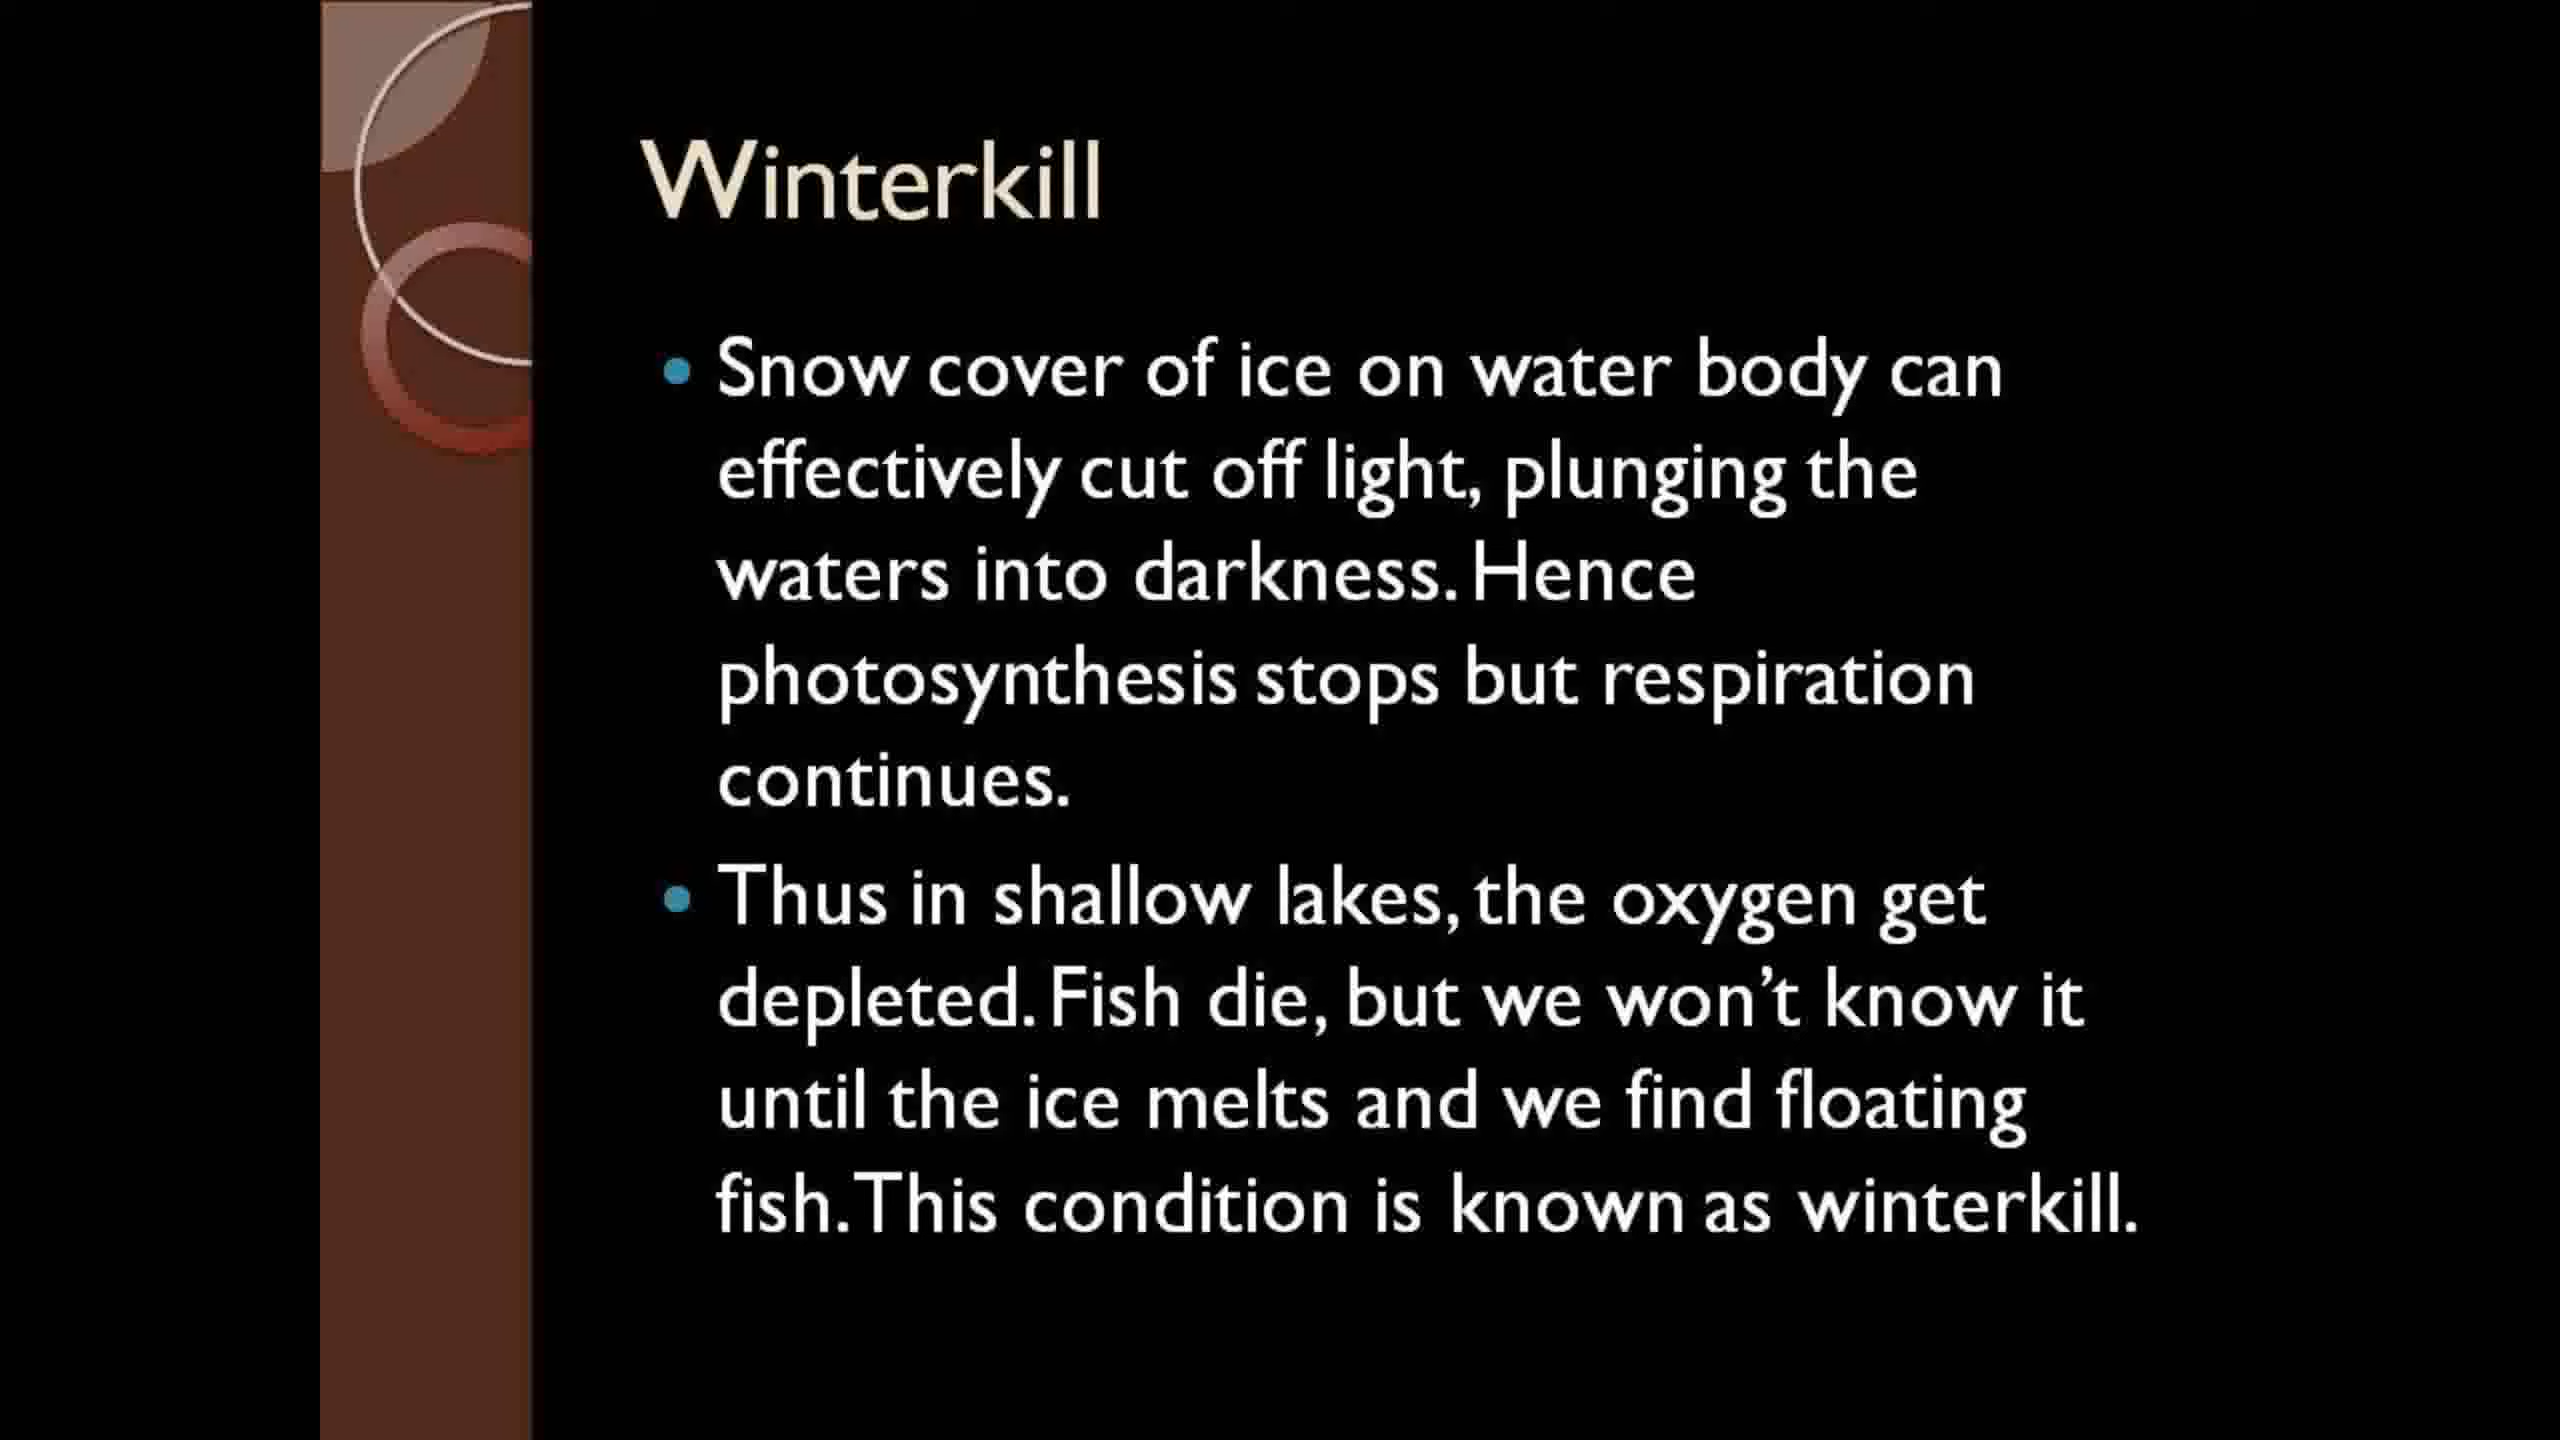 Winterkill
• Snow cover of ice on water body can
effectively cut off light, plunging the
waters into darkness. Hence
photosynthesis stops but respiration
continues.
• Thus in shallow lakes, the oxygen get
depleted. Fish die, but we won’t know it
until the ice melts and we find floating
fish. This condition is known as winterkill.